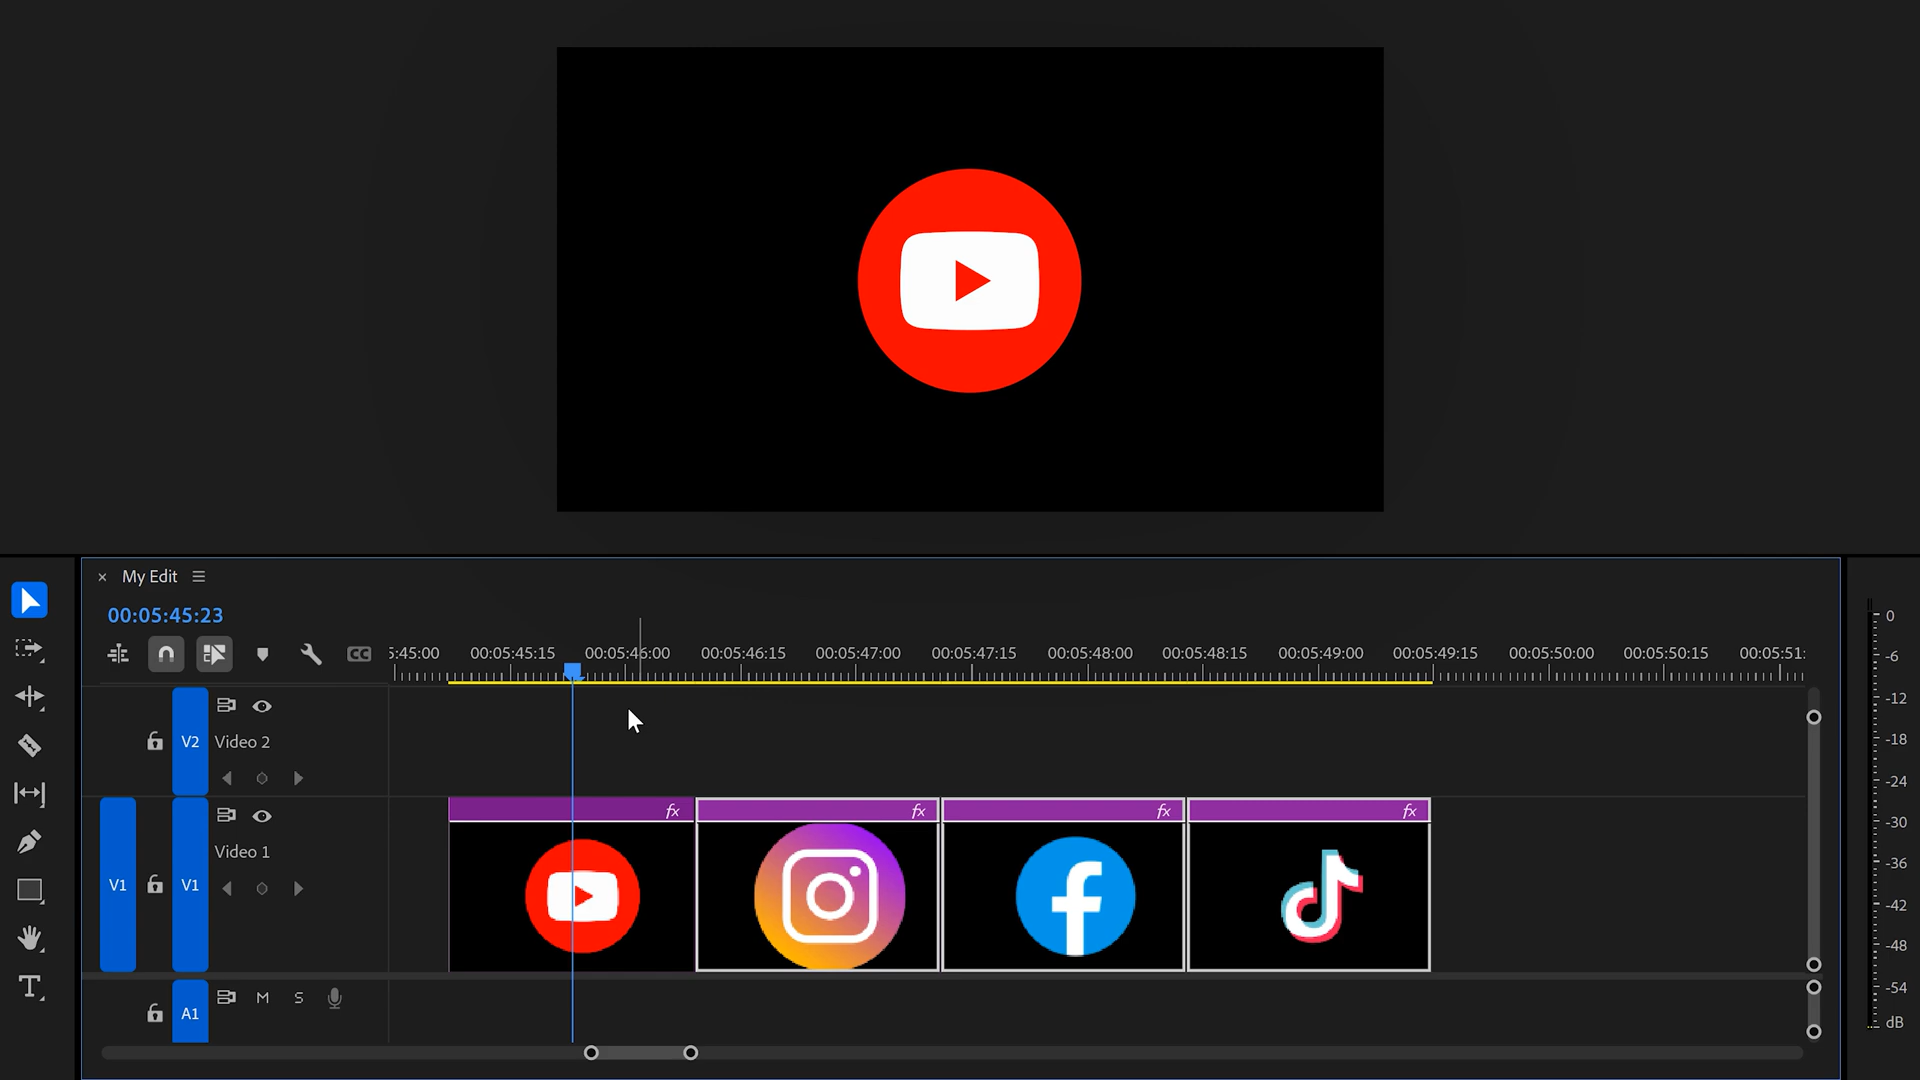 My Edit
00:05:45:23
5:45:00 00:05:45:15 00:05:46:00 00:05:46:15 00:05:47:00 00:05:47:15 00:05:48:00 00:05:48:15 00:05:49:00 00:05:49:15 00:05:50:00 00:05:50:15 00:05:51:
CC
V2 Video 2
fx fx fx fx
V1 V1 Video 1
A1 M S
T
0
-6
-12
-18
-24
-30
-36
-42
-48
-54
dB